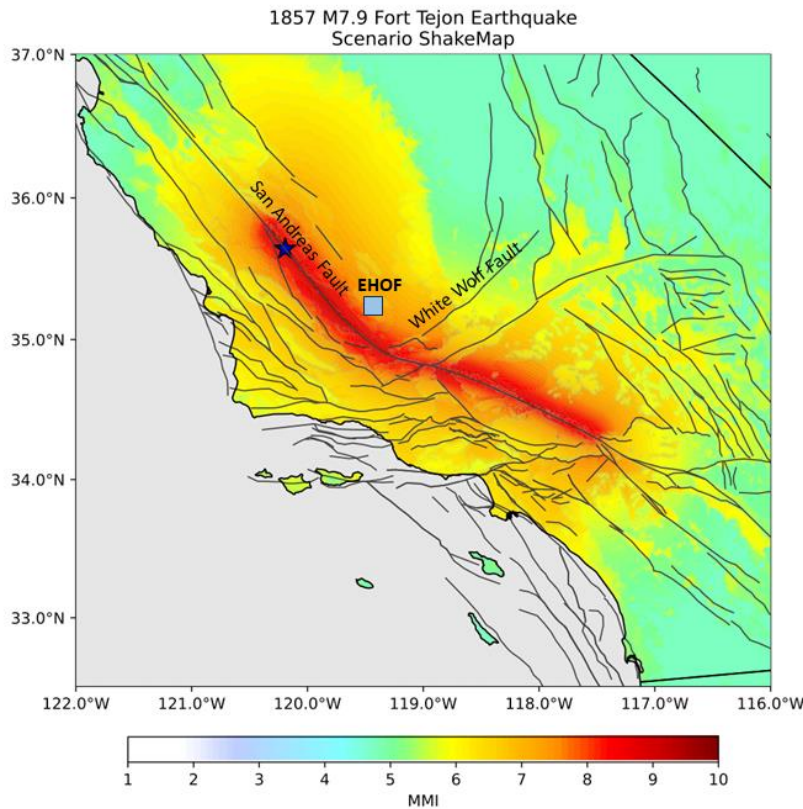 1857 M7.9 Fort Tejon Earthquake
Scenario ShakeMap
37.0°N
36.0°N
San Andreas Fault
White Wolf Fault
EHOF
35.0°N
34.0°N
33.0°N
122.0°W
121.0°W
120.0°W
119.0°W
118.0°W
117.0°W
116.0°W
1
2
3
4
5
6
7
8
9
10
MMI